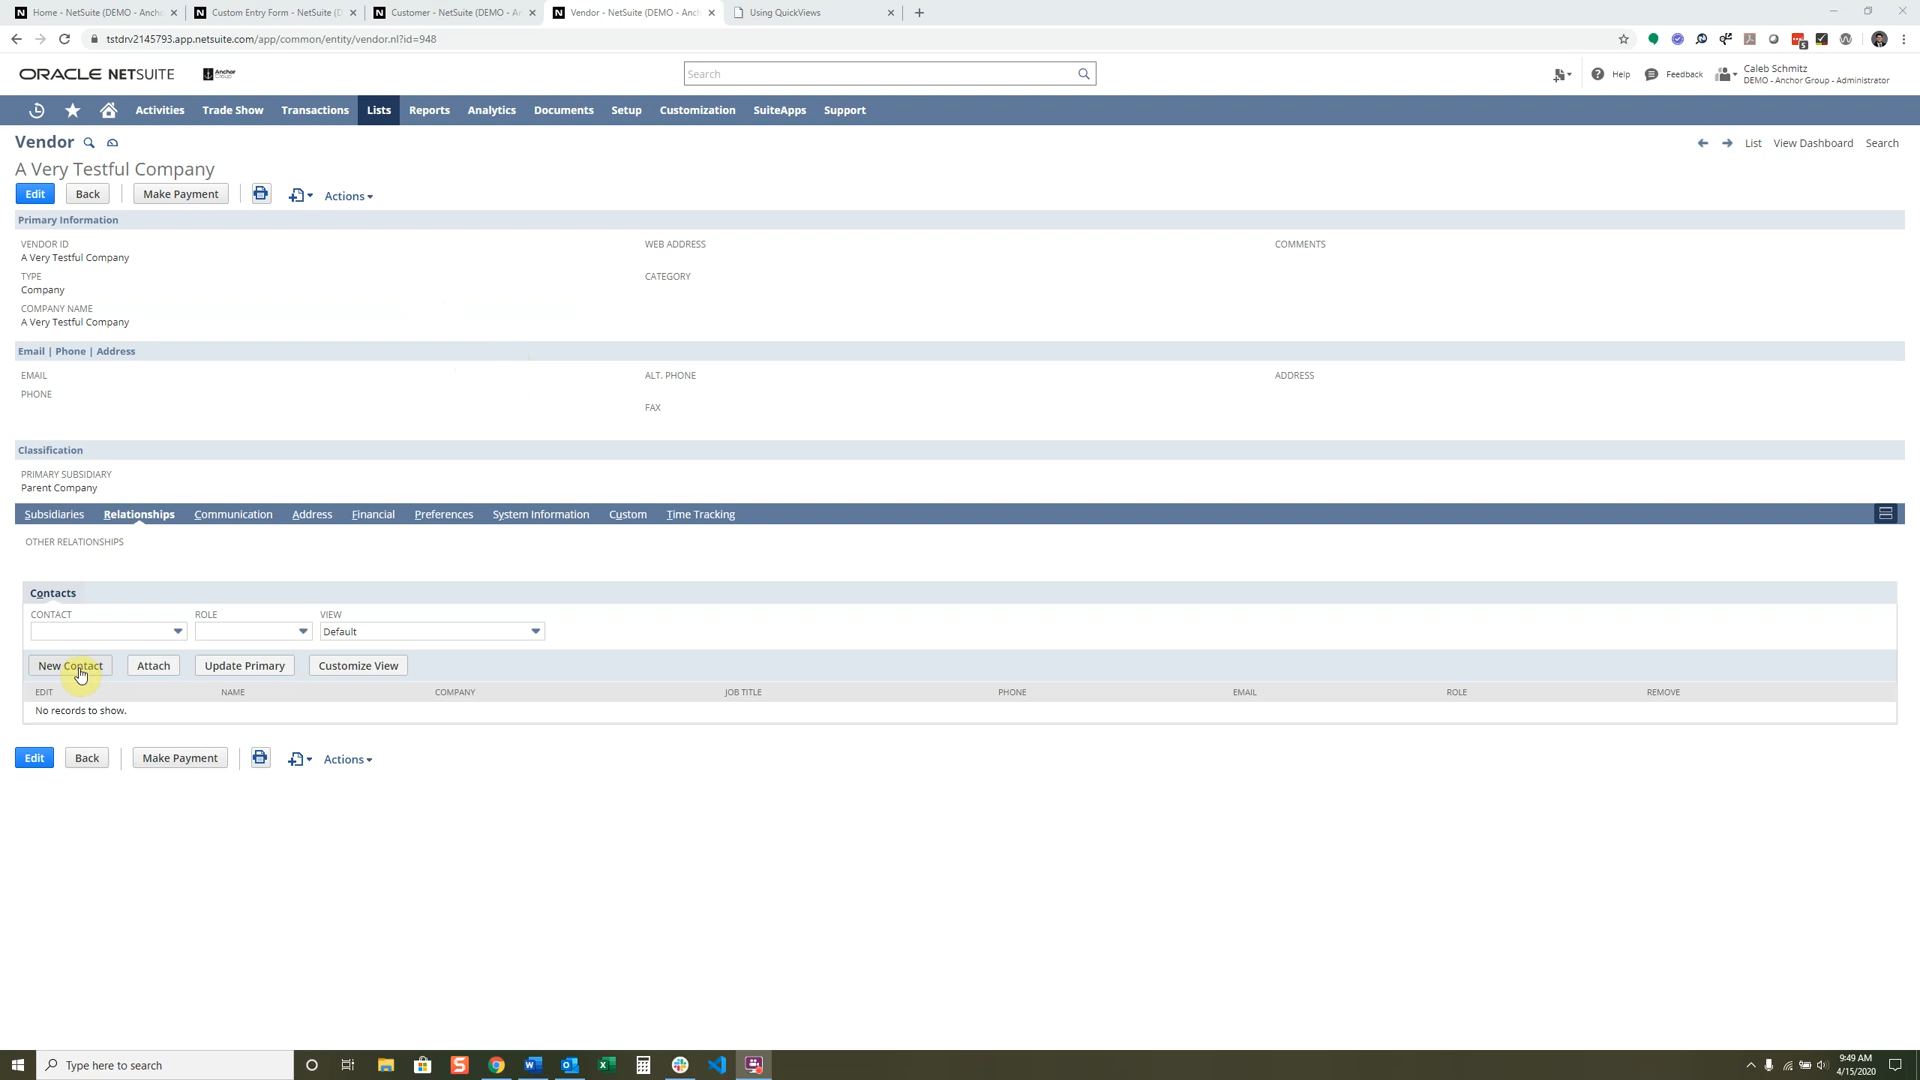 Home - NetSuite (DEMO - Ancho
Custom Entry Form - NetSuite (D
Customer - NetSuite (DEMO - An
Vendor - NetSuite (DEMO - Anch
Using QuickViews
tstdrv2145793.app.netsuite.com/app/common/entity/vendor.nl?id=948
5
ORACLE NETSUITE
Anchor Group
Search
Help
Feedback
Caleb Schmitz
DEMO - Anchor Group - Administrator
Activities Trade Show Transactions Lists Reports Analytics Documents Setup Customization SuiteApps Support
Vendor
List View Dashboard Search
A Very Testful Company
Edit Back Make Payment Actions
Primary Information
VENDOR ID
A Very Testful Company
TYPE
Company
COMPANY NAME
A Very Testful Company
WEB ADDRESS
CATEGORY
COMMENTS
Email | Phone | Address
EMAIL
PHONE
ALT. PHONE
FAX
ADDRESS
Classification
PRIMARY SUBSIDIARY
Parent Company
Subsidiaries Relationships Communication Address Financial Preferences System Information Custom Time Tracking
OTHER RELATIONSHIPS
Contacts
CONTACT ROLE VIEW
Default
New Contact Attach Update Primary Customize View
EDIT NAME COMPANY JOB TITLE PHONE EMAIL ROLE REMOVE
No records to show.
Edit Back Make Payment Actions
Type here to search
9:49 AM
4/15/2020